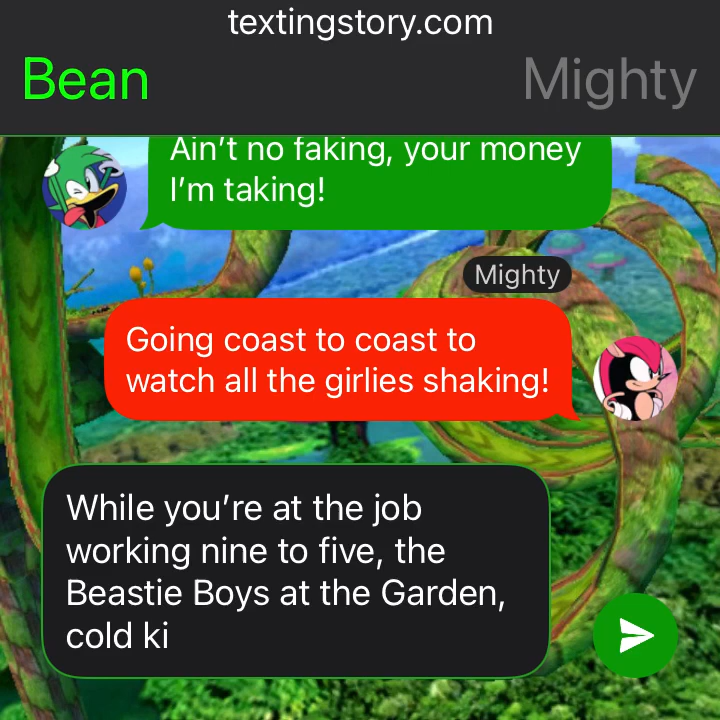 textingstory.com
Bean
Mighty
Ain’t no faking, your money
I’m taking!
Mighty
Going coast to coast to
watch all the girlies shaking!
While you’re at the job
working nine to five, the
Beastie Boys at the Garden,
cold ki